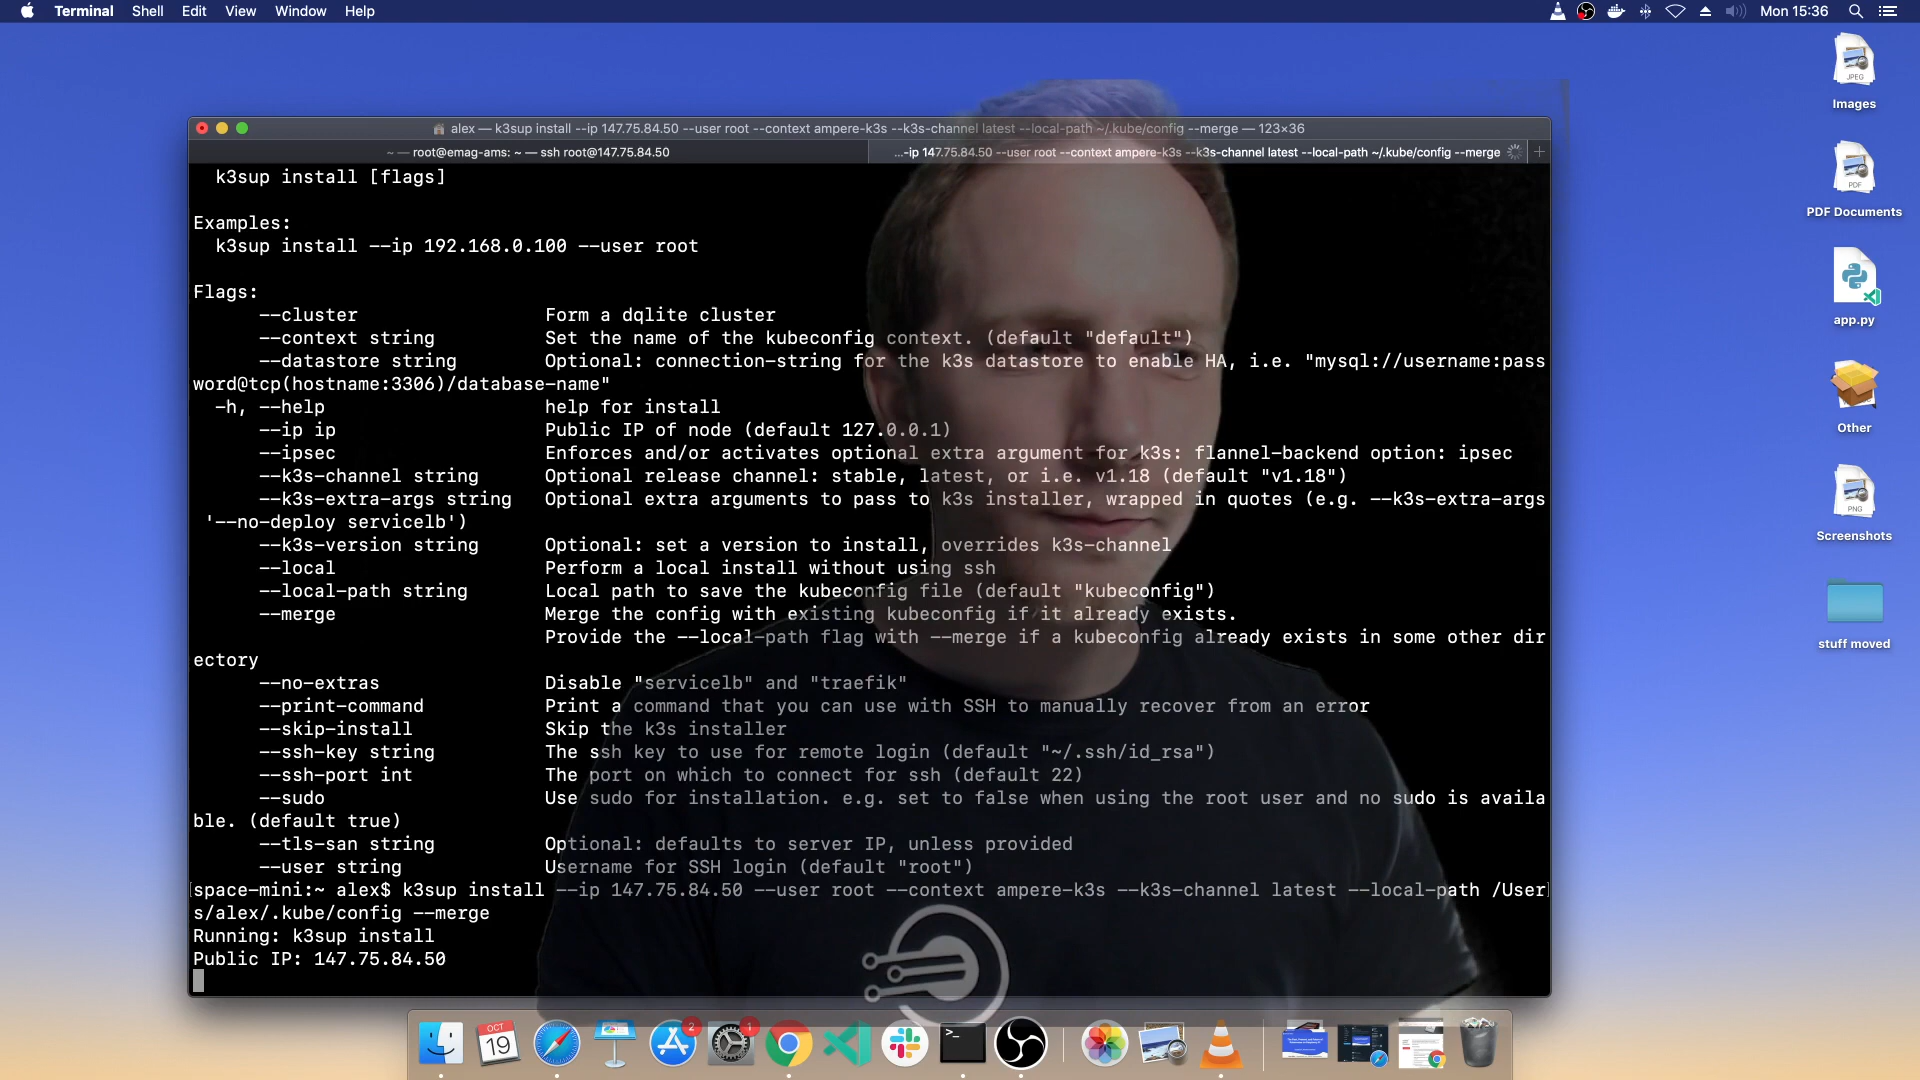 Terminal Shell Edit View Window Help
Mon 15:36
alex — k3sup install --ip 147.75.84.50 --user root --context ampere-k3s --k3s-channel latest --local-path ~/.kube/config --merge — 123×36
~ — root@emag-ams: ~ — ssh root@147.75.84.50
...-ip 147.75.84.50 --user root --context ampere-k3s --k3s-channel latest --local-path ~/.kube/config --merge
k3sup install [flags]
Examples:
k3sup install --ip 192.168.0.100 --user root
Flags:
--cluster Form a dqlite cluster
--context string Set the name of the kubeconfig context. (default "default")
--datastore string Optional: connection-string for the k3s datastore to enable HA, i.e. "mysql://username:pass
word@tcp(hostname:3306)/database-name"
-h, --help help for install
--ip ip Public IP of node (default 127.0.0.1)
--ipsec Enforces and/or activates optional extra argument for k3s: flannel-backend option: ipsec
--k3s-channel string Optional release channel: stable, latest, or i.e. v1.18 (default "v1.18")
--k3s-extra-args string Optional extra arguments to pass to k3s installer, wrapped in quotes (e.g. --k3s-extra-args
'--no-deploy servicelb')
--k3s-version string Optional: set a version to install, overrides k3s-channel
--local Perform a local install without using ssh
--local-path string Local path to save the kubeconfig file (default "kubeconfig")
--merge Merge the config with existing kubeconfig if it already exists.
Provide the --local-path flag with --merge if a kubeconfig already exists in some other dir
ectory
--no-extras Disable "servicelb" and "traefik"
--print-command Print a command that you can use with SSH to manually recover from an error
--skip-install Skip the k3s installer
--ssh-key string The ssh key to use for remote login (default "~/.ssh/id_rsa")
--ssh-port int The port on which to connect for ssh (default 22)
--sudo Use sudo for installation. e.g. set to false when using the root user and no sudo is availa
ble. (default true)
--tls-san string Optional: defaults to server IP, unless provided
--user string Username for SSH login (default "root")
[space-mini:~ alex$ k3sup install --ip 147.75.84.50 --user root --context ampere-k3s --k3s-channel latest --local-path /User]
s/alex/.kube/config --merge
Running: k3sup install
Public IP: 147.75.84.50
JPEG
Images
PDF
PDF Documents
app.py
Other
PNG
Screenshots
stuff moved
OCT
19
2
1
>_